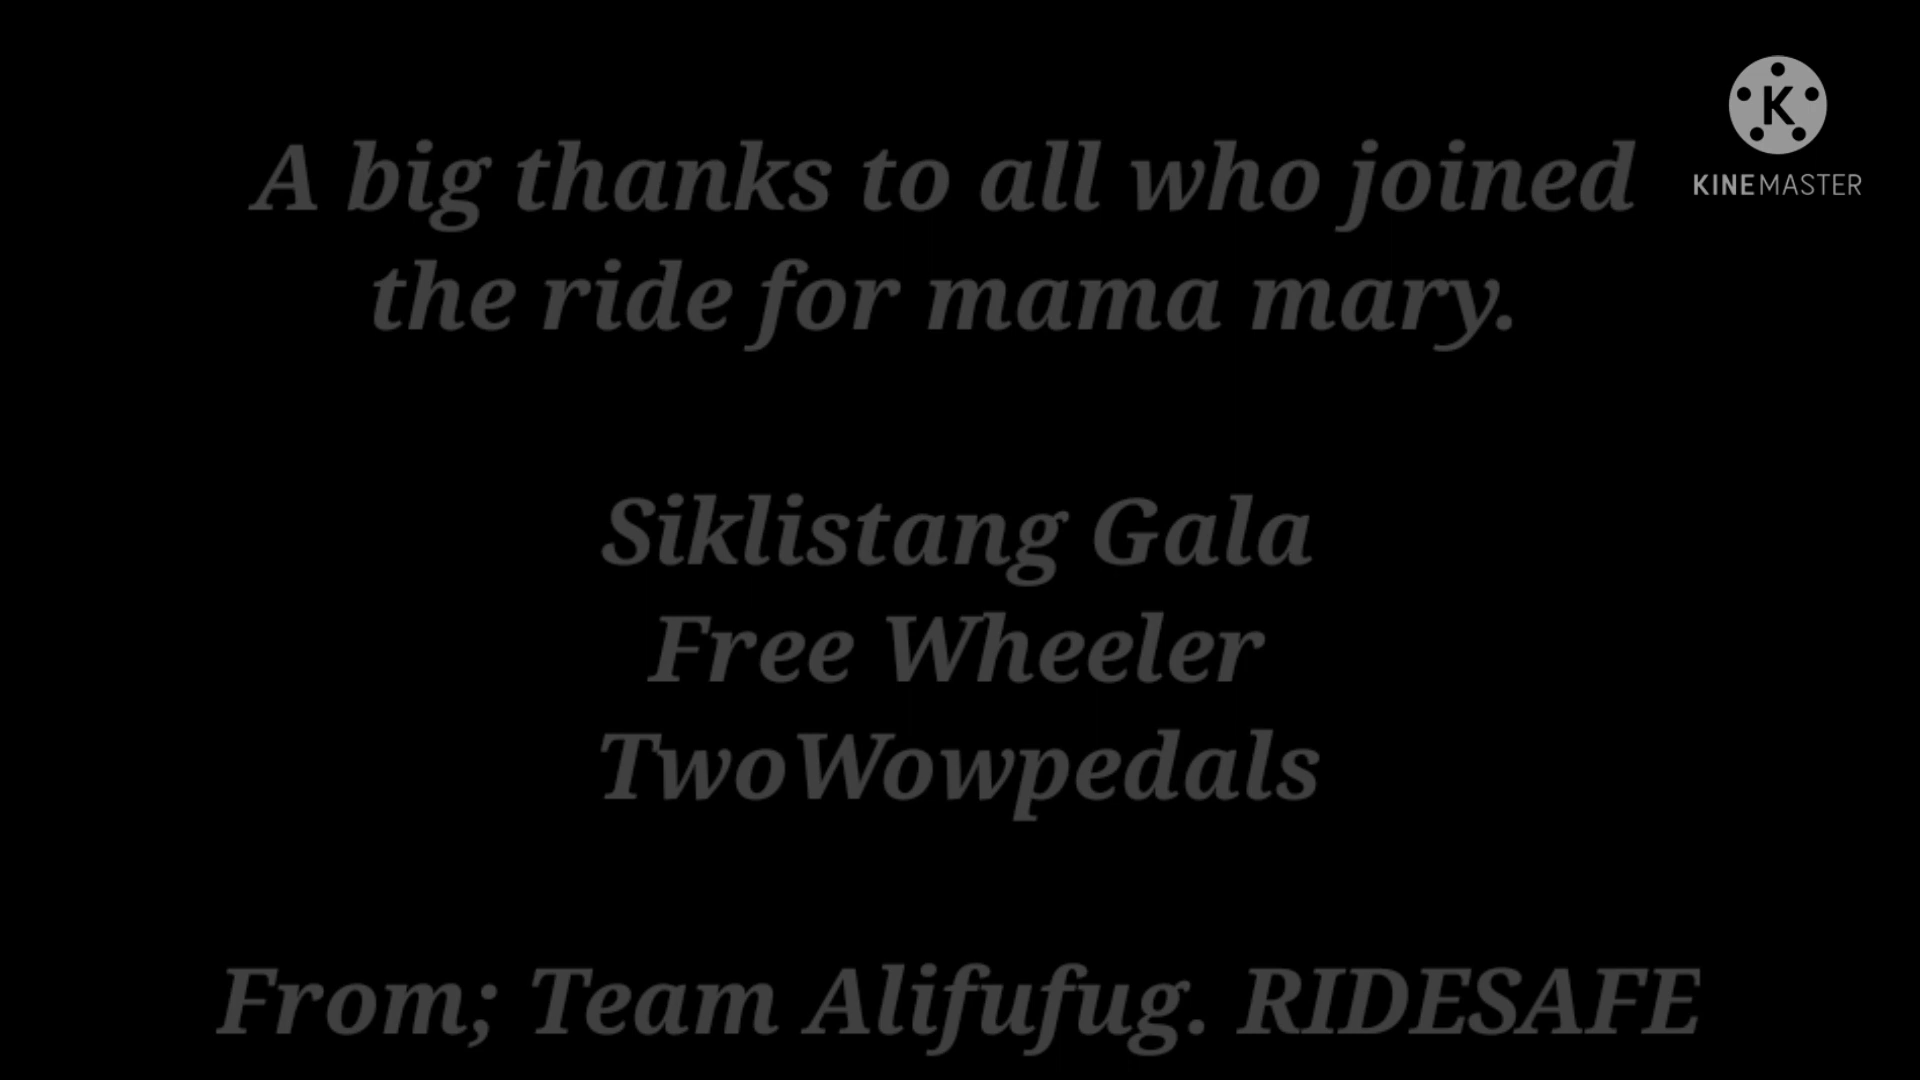 A big thanks to all who joined
the ride for mama mary.
Siklistang Gala
Free Wheeler
TwoWowpedals
From; Team Alifufug. RIDESAFE
K
KINEMASTER